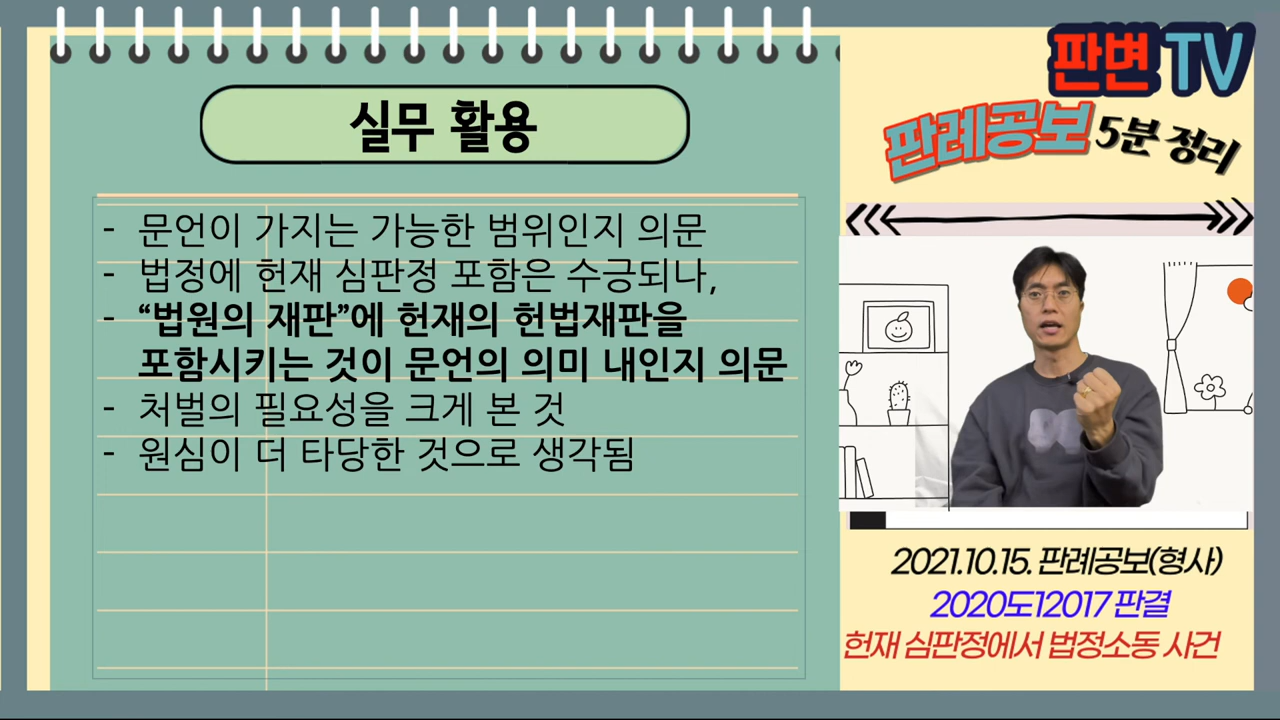 실무 활용
- 문언이 가지는 가능한 범위인지 의문
- 법정에 헌재 심판정 포함은 수긍되나,
- “법원의 재판”에 헌재의 헌법재판을
포함시키는 것이 문언의 의미 내인지 의문
- 처벌의 필요성을 크게 본 것
- 원심이 더 타당한 것으로 생각됨
판변 TV
판례공보 5분 정리
2021.10.15. 판례공보(형사)
2020도12017 판결
헌재 심판정에서 법정소동 사건